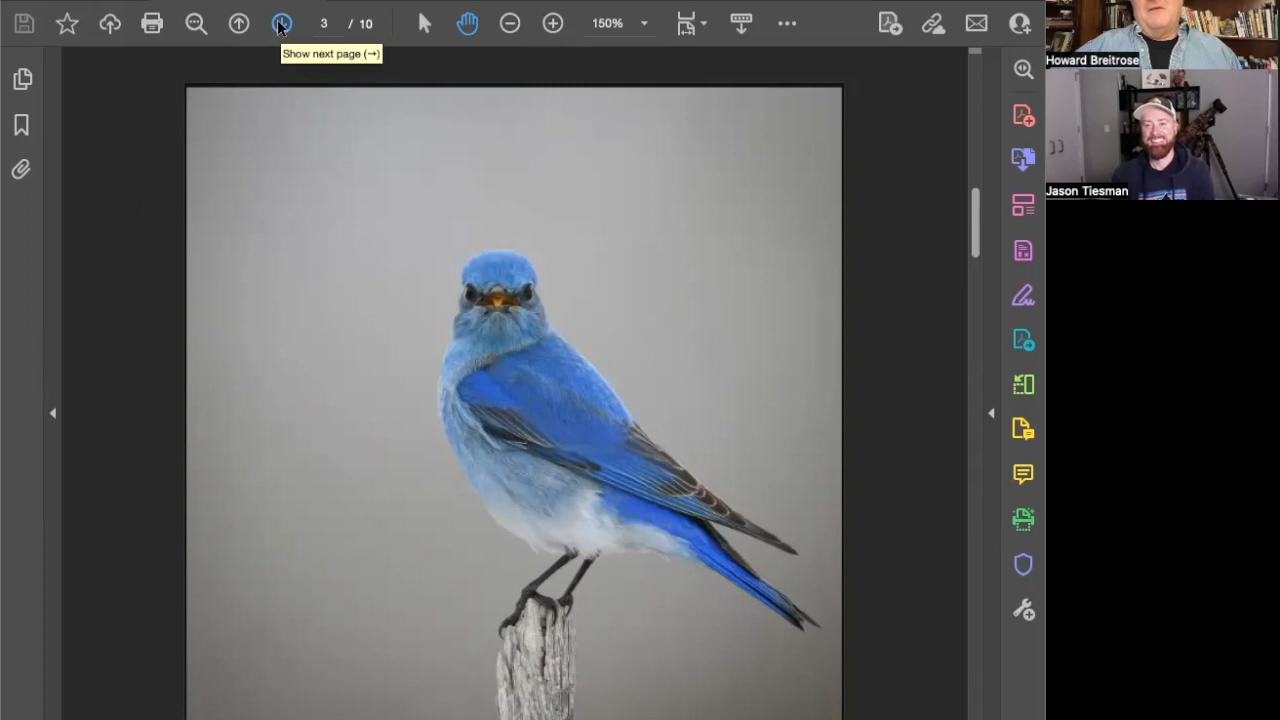 3 / 10
150%
Show next page (→)
Howard Breitrose
Jason Tiesman